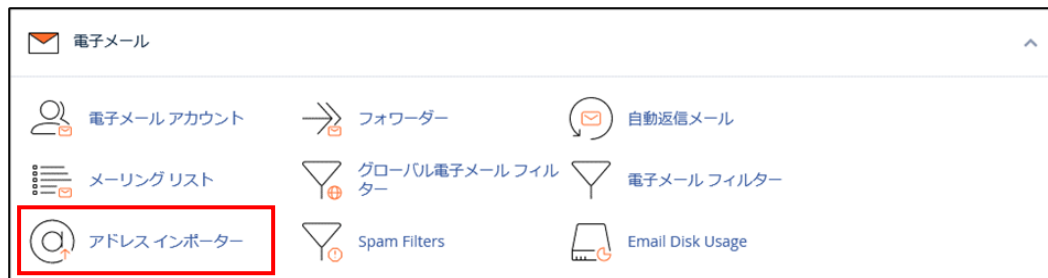 電子メール
電子メール アカウント
フォワーダー
自動返信メール
メーリング リスト
グローバル電子メール フィル
ター
電子メール フィルター
アドレス インポーター
Spam Filters
Email Disk Usage